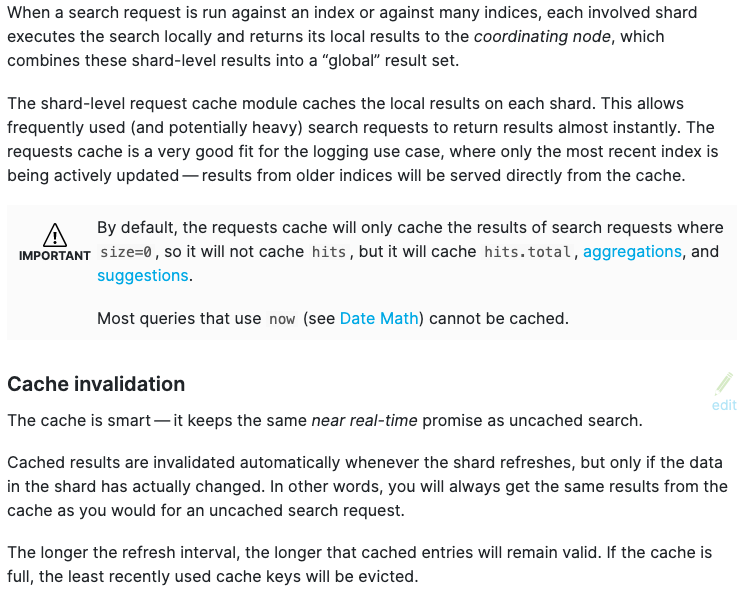 When a search request is run against an index or against many indices, each involved shard
executes the search locally and returns its local results to the coordinating node, which
combines these shard-level results into a “global” result set.
The shard-level request cache module caches the local results on each shard. This allows
frequently used (and potentially heavy) search requests to return results almost instantly. The
requests cache is a very good fit for the logging use case, where only the most recent index is
being actively updated — results from older indices will be served directly from the cache.
IMPORTANT
By default, the requests cache will only cache the results of search requests where
size=0, so it will not cache hits, but it will cache hits.total, aggregations, and
suggestions.
Most queries that use now (see Date Math) cannot be cached.
Cache invalidation
edit
The cache is smart — it keeps the same near real-time promise as uncached search.
Cached results are invalidated automatically whenever the shard refreshes, but only if the data
in the shard has actually changed. In other words, you will always get the same results from the
cache as you would for an uncached search request.
The longer the refresh interval, the longer that cached entries will remain valid. If the cache is
full, the least recently used cache keys will be evicted.